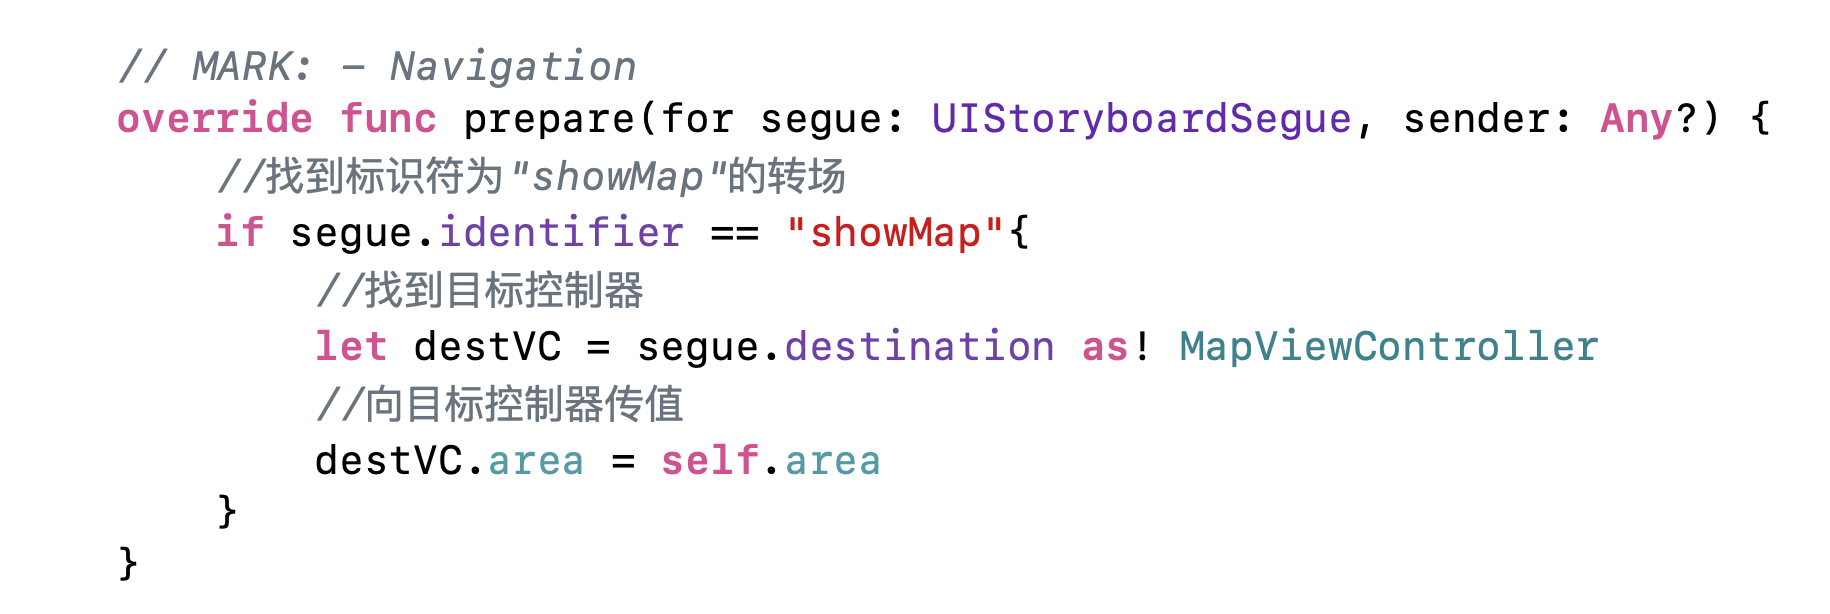 // MARK: - Navigation
override func prepare(for segue: UIStoryboardSegue, sender: Any?) {
//找到标识符为"showMap"的转场
if segue.identifier == "showMap"{
//找到目标控制器
let destVC = segue.destination as! MapViewController
//向目标控制器传值
destVC.area = self.area
}
}